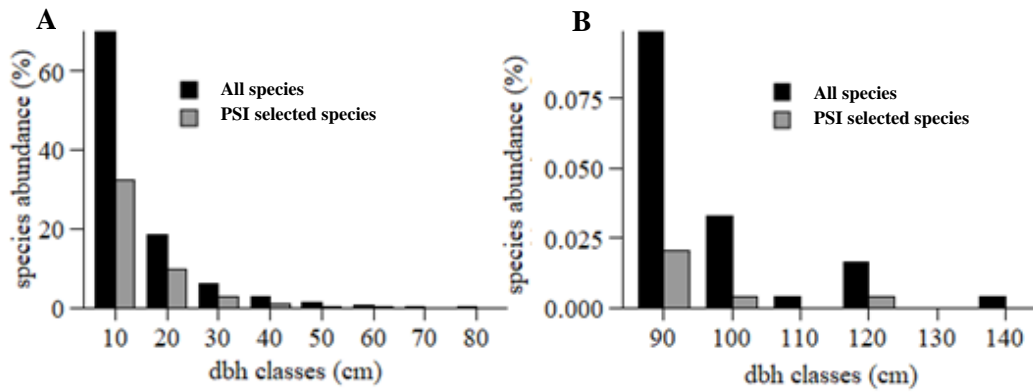 A
species abundance (%)
60
40
20
0
All species
PSI selected species
10 20 30 40 50 60 70 80
dbh classes (cm)
B
species abundance (%)
0.075
0.050
0.025
0.000
All species
PSI selected species
90 100 110 120 130 140
dbh classes (cm)